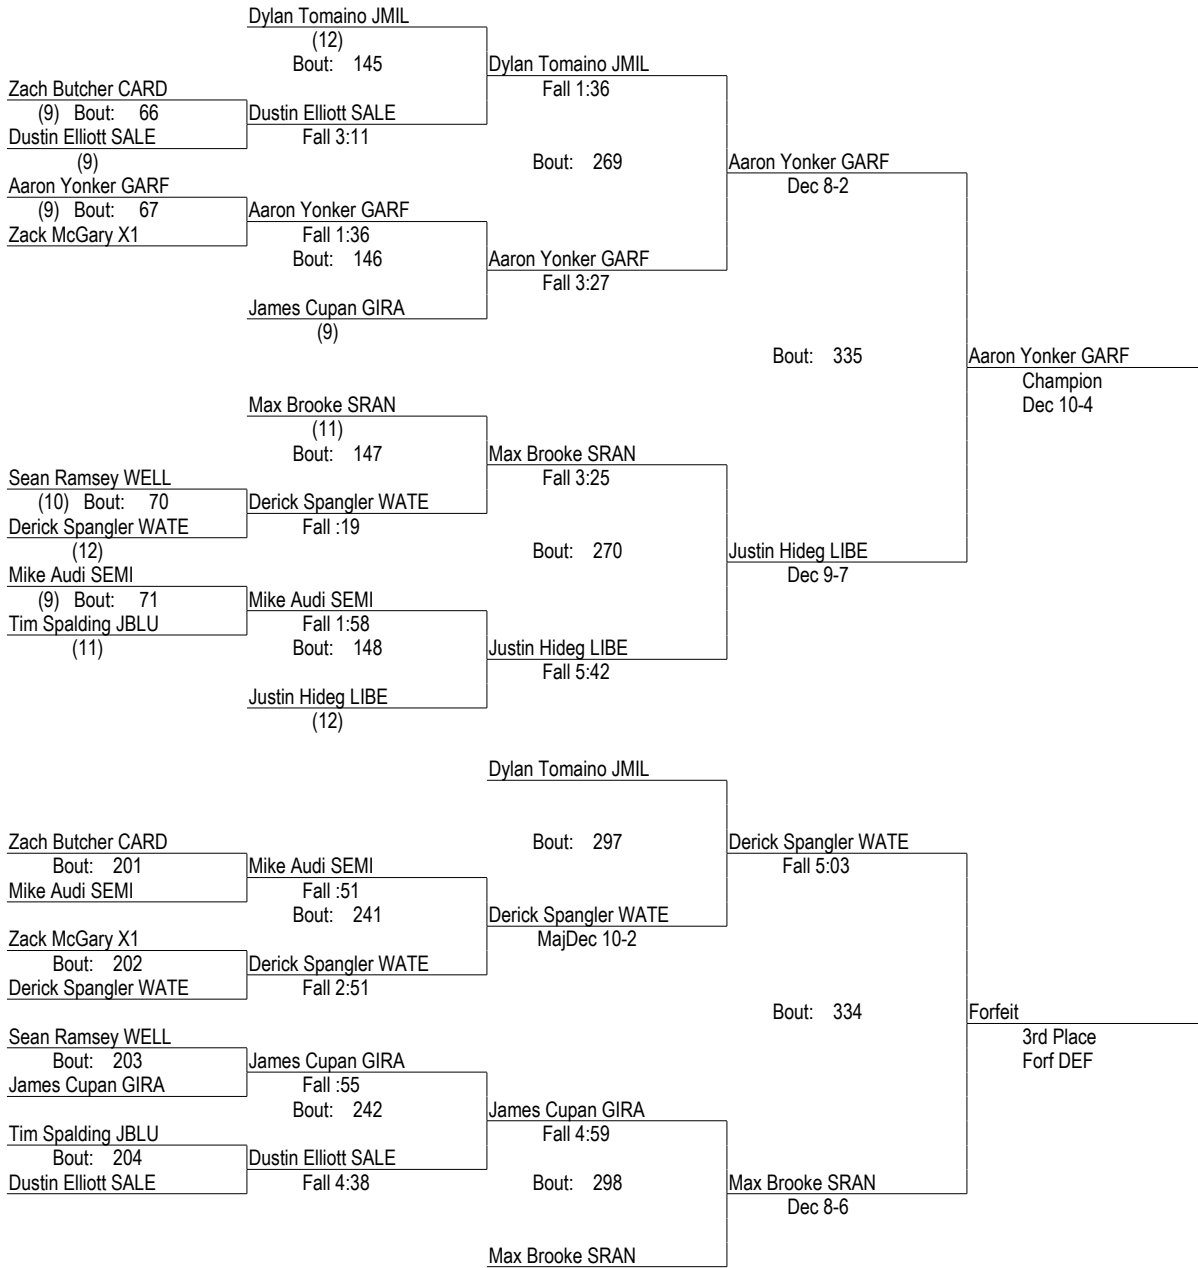 Dylan Tomaino JMIL
(12)
Bout: 145
Dylan Tomaino JMIL
Fall 1:36
Zach Butcher CARD
(9) Bout: 66
Dustin Elliott SALE
Fall 3:11
Dustin Elliott SALE
(9)
Bout: 269
Aaron Yonker GARF
Dec 8-2
Aaron Yonker GARF
(9) Bout: 67
Aaron Yonker GARF
Fall 1:36
Zack McGary X1
Bout: 146
Aaron Yonker GARF
Fall 3:27
James Cupan GIRA
(9)
Bout: 335
Aaron Yonker GARF
Champion
Dec 10-4
Max Brooke SRAN
(11)
Bout: 147
Max Brooke SRAN
Fall 3:25
Sean Ramsey WELL
(10) Bout: 70
Derick Spangler WATE
Fall :19
Derick Spangler WATE
(12)
Bout: 270
Justin Hideg LIBE
Dec 9-7
Mike Audi SEMI
(9) Bout: 71
Mike Audi SEMI
Fall 1:58
Tim Spalding JBLU
(11)
Bout: 148
Justin Hideg LIBE
Fall 5:42
Justin Hideg LIBE
(12)
Dylan Tomaino JMIL
Bout: 297
Derick Spangler WATE
Fall 5:03
Zach Butcher CARD
Bout: 201
Mike Audi SEMI
Fall :51
Mike Audi SEMI
Bout: 241
Derick Spangler WATE
MajDec 10-2
Zack McGary X1
Bout: 202
Derick Spangler WATE
Fall 2:51
Derick Spangler WATE
Bout: 334
Forfeit
3rd Place
Forf DEF
Sean Ramsey WELL
Bout: 203
James Cupan GIRA
Fall :55
James Cupan GIRA
Bout: 242
James Cupan GIRA
Fall 4:59
Tim Spalding JBLU
Bout: 204
Dustin Elliott SALE
Fall 4:38
Dustin Elliott SALE
Bout: 298
Max Brooke SRAN
Dec 8-6
Max Brooke SRAN